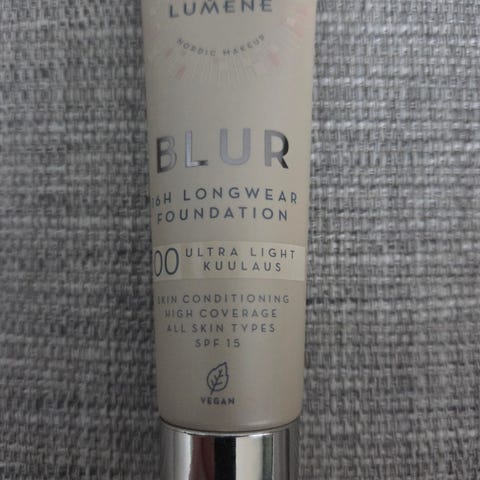 LUMENE
NORDIC MAKEUP
BLUR
16H LONGWEAR
FOUNDATION
00 ULTRA LIGHT
KUULAUS
SKIN CONDITIONING
HIGH COVERAGE
ALL SKIN TYPES
SPF 15
VEGAN